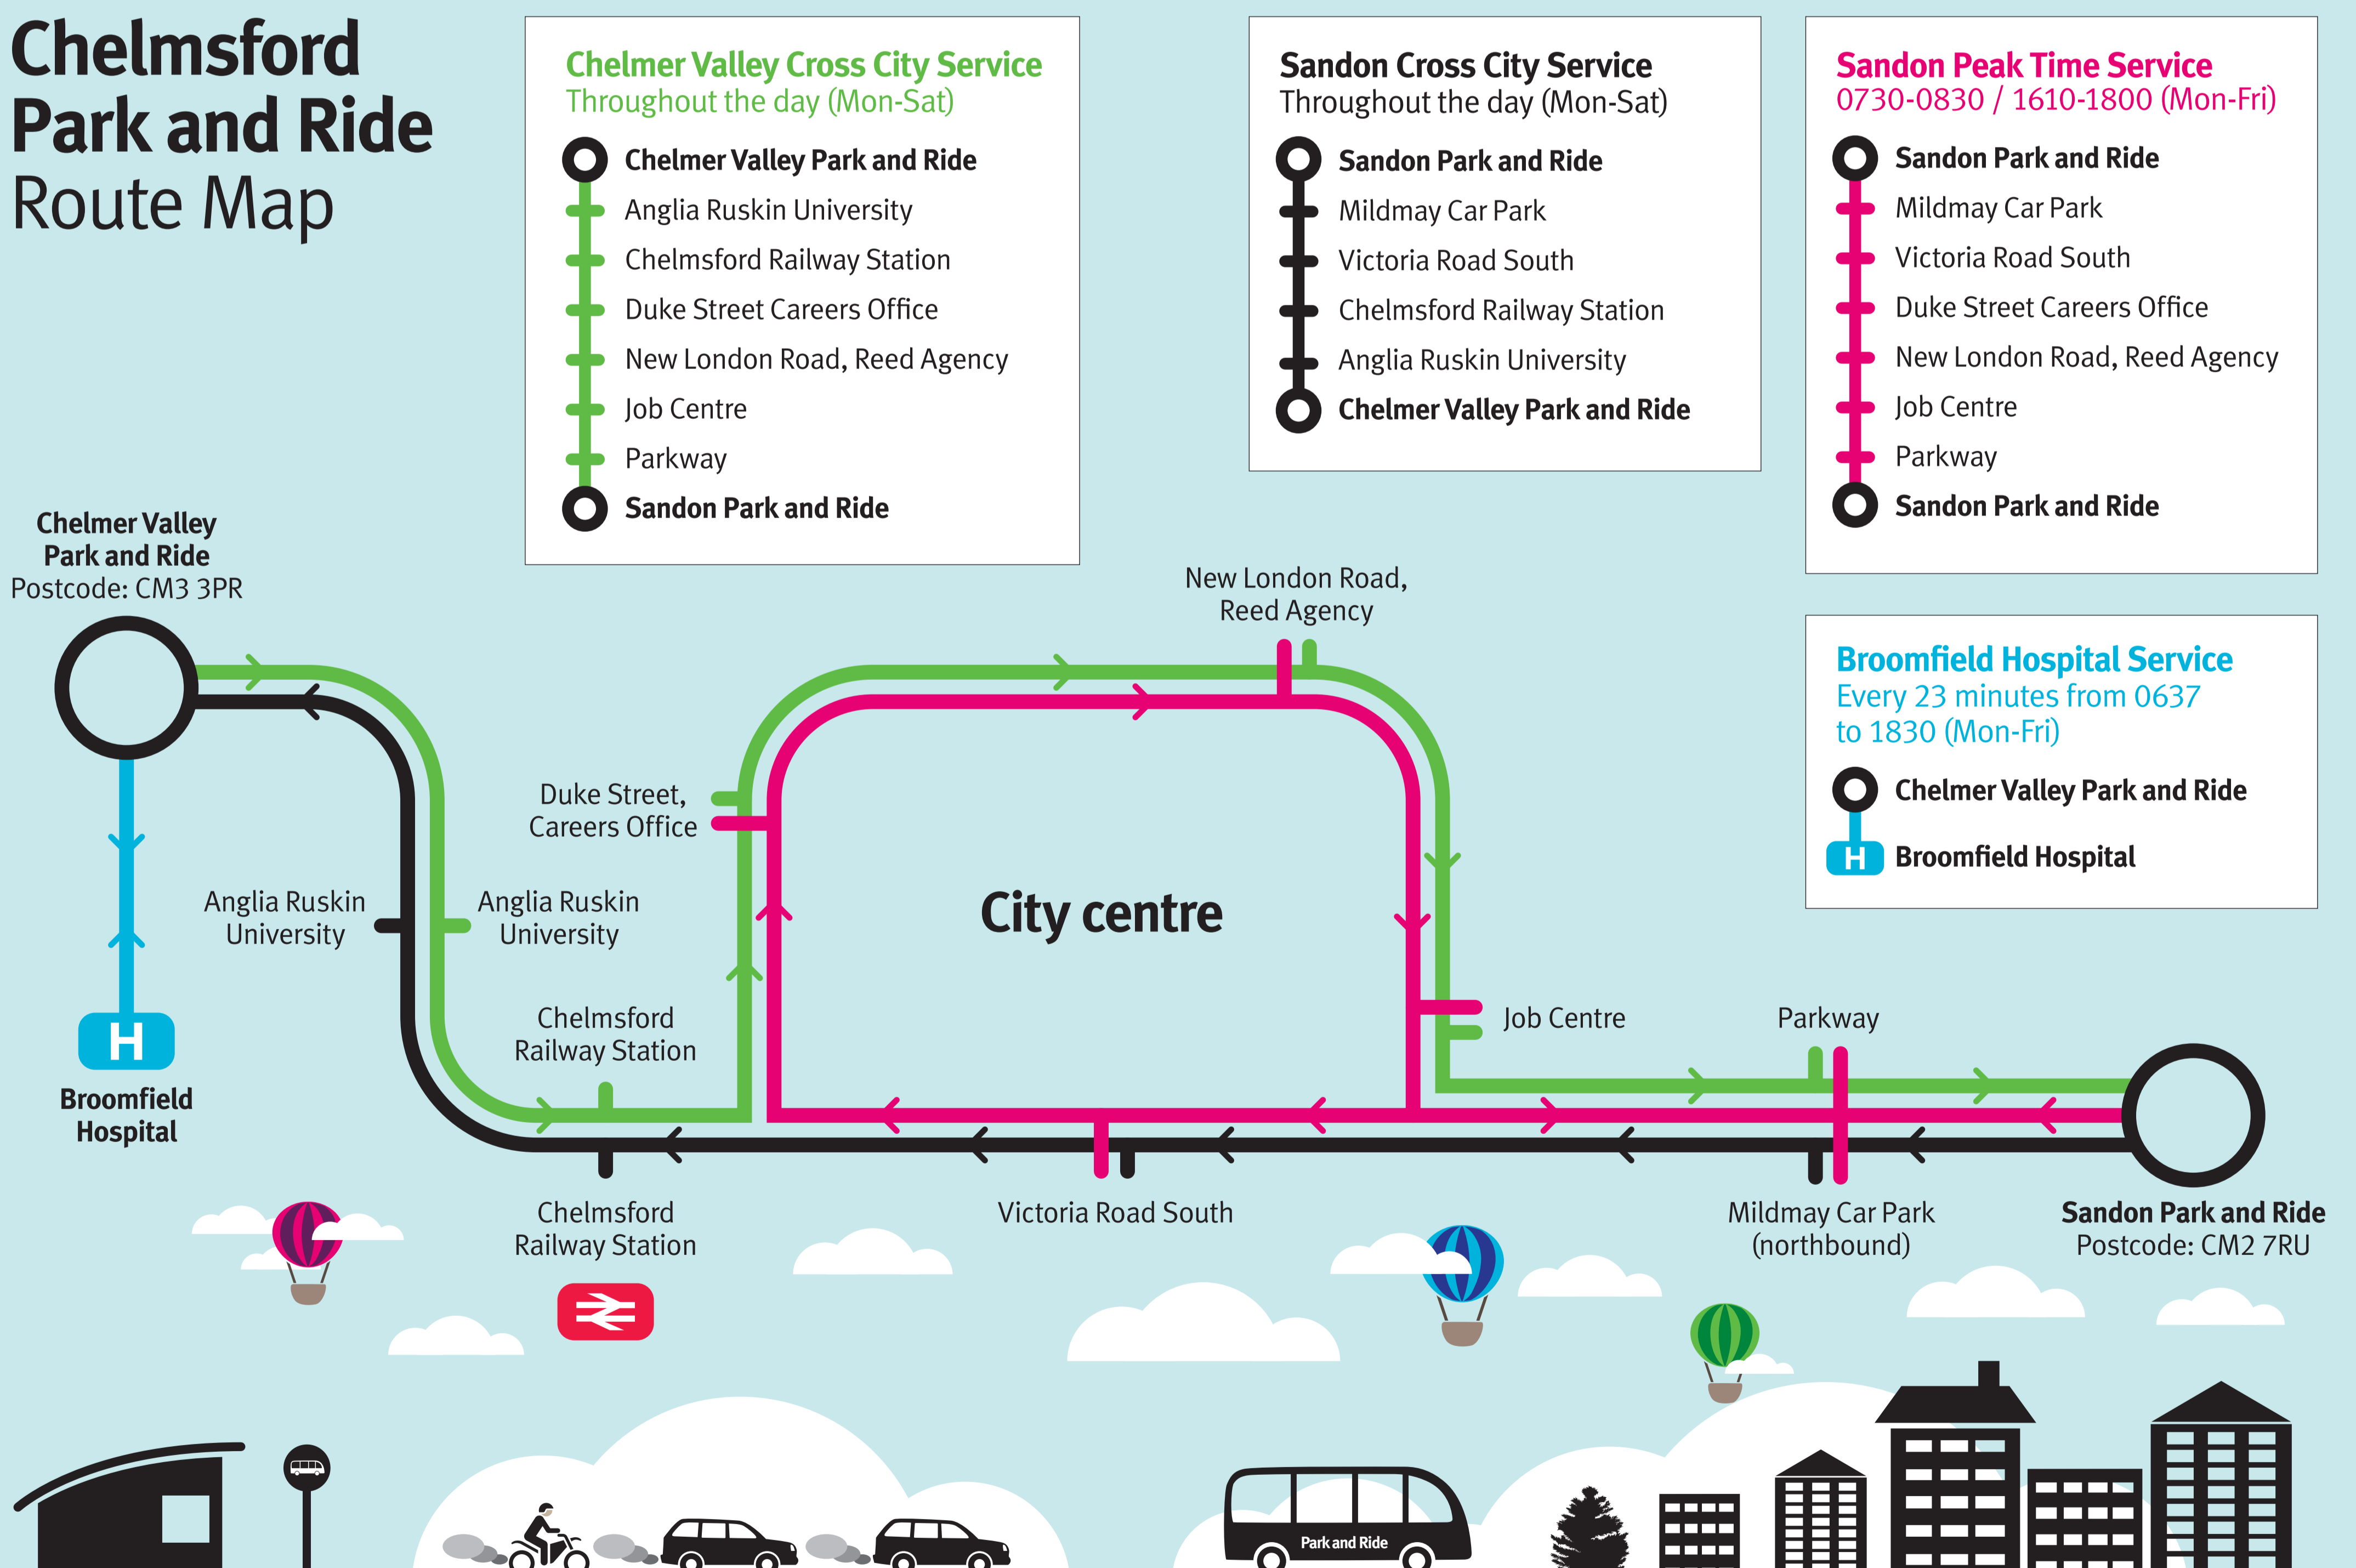 Chelmsford
Park and Ride
Route Map
Chelmer Valley Cross City Service
Throughout the day (Mon-Sat)
Chelmer Valley Park and Ride
Anglia Ruskin University
Chelmsford Railway Station
Duke Street Careers Office
New London Road, Reed Agency
Job Centre
Parkway
Sandon Park and Ride
Sandon Cross City Service
Throughout the day (Mon-Sat)
Sandon Park and Ride
Mildmay Car Park
Victoria Road South
Chelmsford Railway Station
Anglia Ruskin University
Chelmer Valley Park and Ride
Sandon Peak Time Service
0730-0830 / 1610-1800 (Mon-Fri)
Sandon Park and Ride
Mildmay Car Park
Victoria Road South
Duke Street Careers Office
New London Road, Reed Agency
Job Centre
Parkway
Sandon Park and Ride
Broomfield Hospital Service
Every 23 minutes from 0637
to 1830 (Mon-Fri)
Chelmer Valley Park and Ride
H
Broomfield Hospital
Chelmer Valley
Park and Ride
Postcode: CM3 3PR
New London Road,
Reed Agency
Duke Street,
Careers Office
Anglia Ruskin
University
Anglia Ruskin
University
City centre
Chelmsford
Railway Station
Job Centre
Parkway
H
Broomfield
Hospital
Chelmsford
Railway Station
Victoria Road South
Mildmay Car Park
(northbound)
Sandon Park and Ride
Postcode: CM2 7RU
Park and Ride